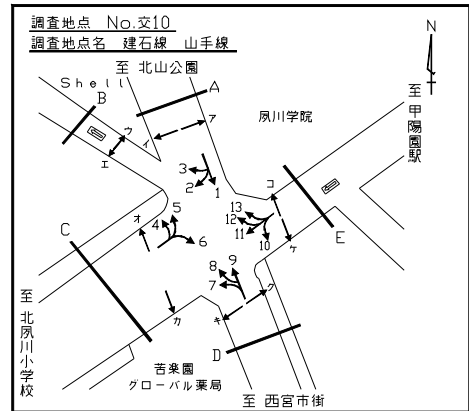 調査地点 No.交10
調査地点名 建石線 山手線
至 北山公園
N
Shell
A
B
夙川学院
至 甲陽園駅
ア
イ
ウ
エ
3
2
1
コ
13
12
11
10
ケ
E
C
オ
5
4
6
9
8
7
ク
キ
カ
D
至 北夙川小学校
苦楽園
グローバル薬局
至 西宮市街